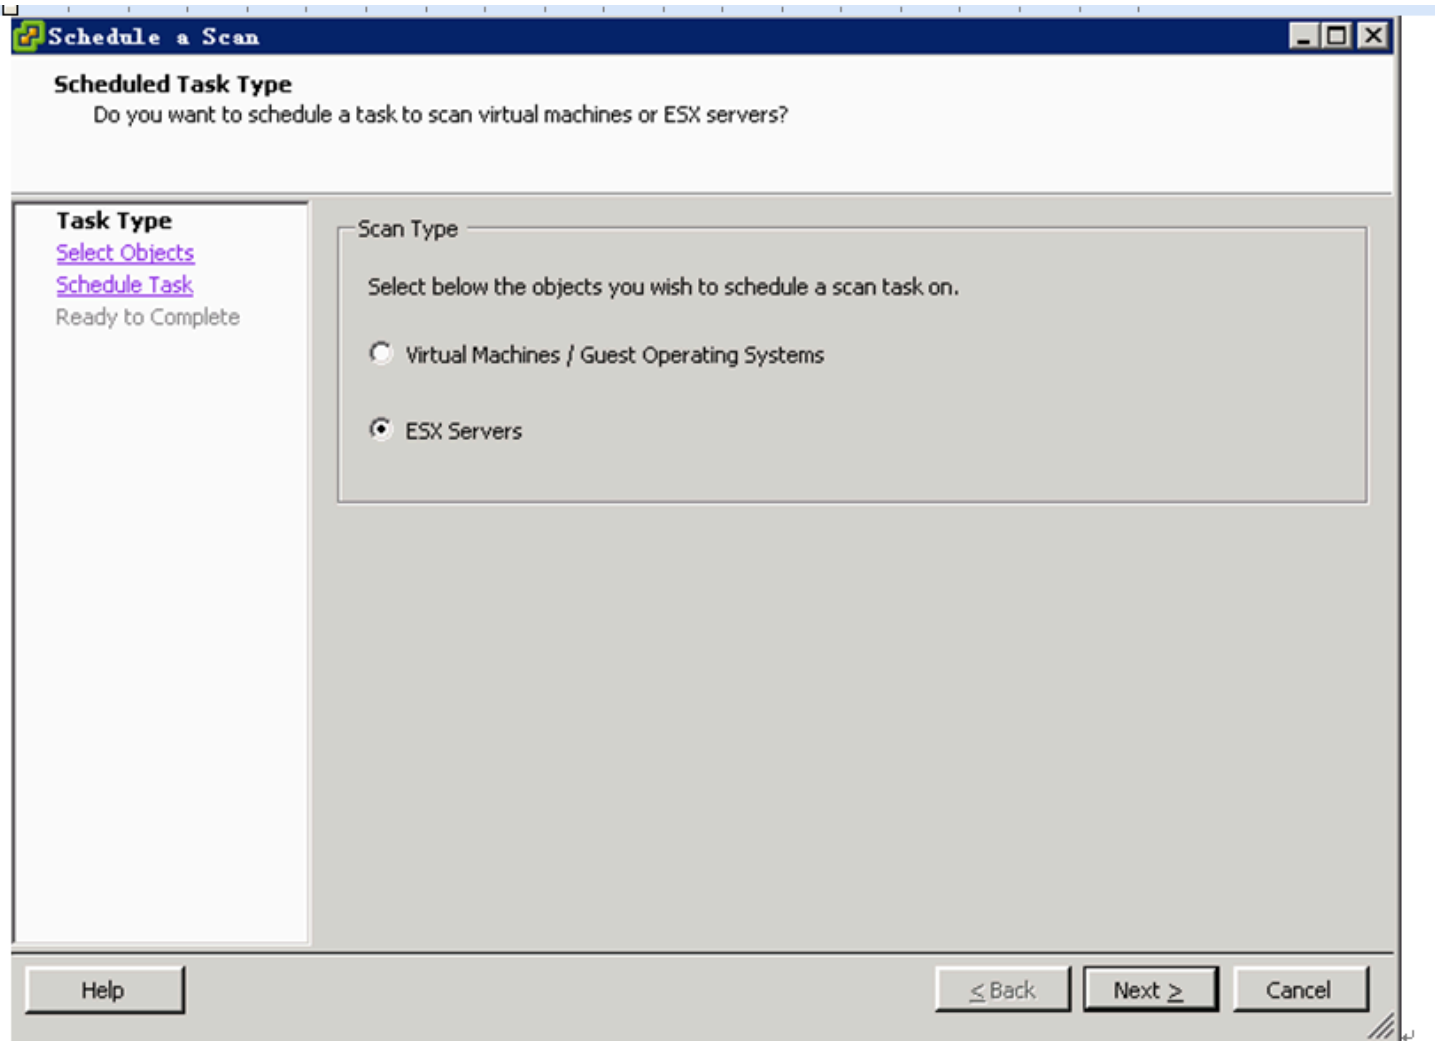 Schedule a Scan
Scheduled Task Type
Do you want to schedule a task to scan virtual machines or ESX servers?
Task Type
Select Objects
Schedule Task
Ready to Complete
Scan Type
Select below the objects you wish to schedule a scan task on.
Virtual Machines / Guest Operating Systems
ESX Servers
Help
≤ Back
Next ≥
Cancel